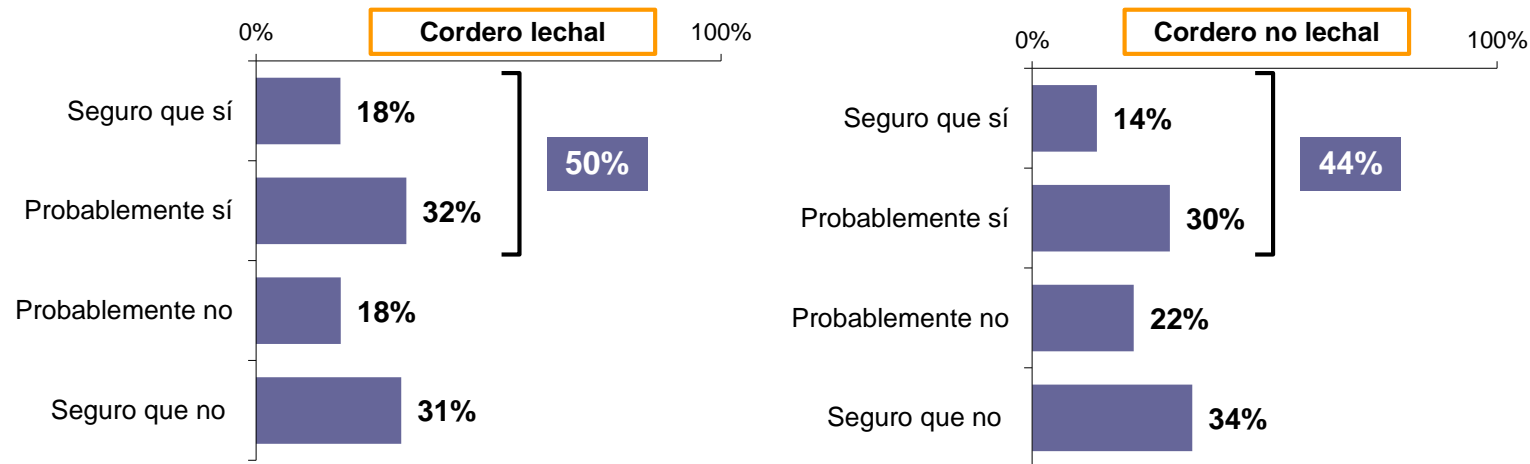 Cordero lechal
0%
100%
Seguro que sí
18%
Probablemente sí
32%
50%
Probablemente no
18%
Seguro que no
31%
Cordero no lechal
0%
100%
Seguro que sí
14%
Probablemente sí
30%
44%
Probablemente no
22%
Seguro que no
34%